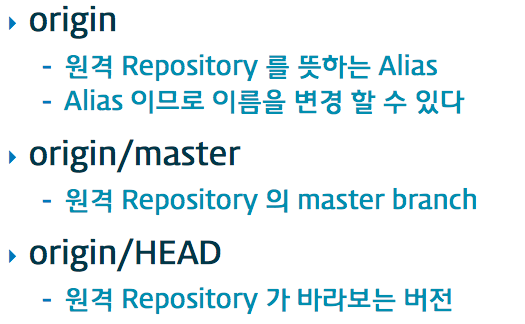 origin
- 원격 Repository 를 뜻하는 Alias
- Alias 이므로 이름을 변경 할 수 있다
origin/master
- 원격 Repository 의 master branch
origin/HEAD
- 원격 Repository 가 바라보는 버전